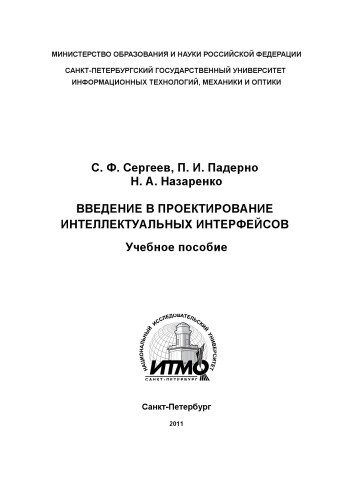 МИНИСТЕРСТВО ОБРАЗОВАНИЯ И НАУКИ РОССИЙСКОЙ ФЕДЕРАЦИИ
САНКТ-ПЕТЕРБУРГСКИЙ ГОСУДАРСТВЕННЫЙ УНИВЕРСИТЕТ
ИНФОРМАЦИОННЫХ ТЕХНОЛОГИЙ, МЕХАНИКИ И ОПТИКИ
С. Ф. Сергеев, П. И. Падерно
Н. А. Назаренко
ВВЕДЕНИЕ В ПРОЕКТИРОВАНИЕ
ИНТЕЛЛЕКТУАЛЬНЫХ ИНТЕРФЕЙСОВ
Учебное пособие
НАЦИОНАЛЬНЫЙ ИССЛЕДОВАТЕЛЬСКИЙ УНИВЕРСИТЕТ
ИТМО
САНКТ-ПЕТЕРБУРГ
Санкт-Петербург
2011